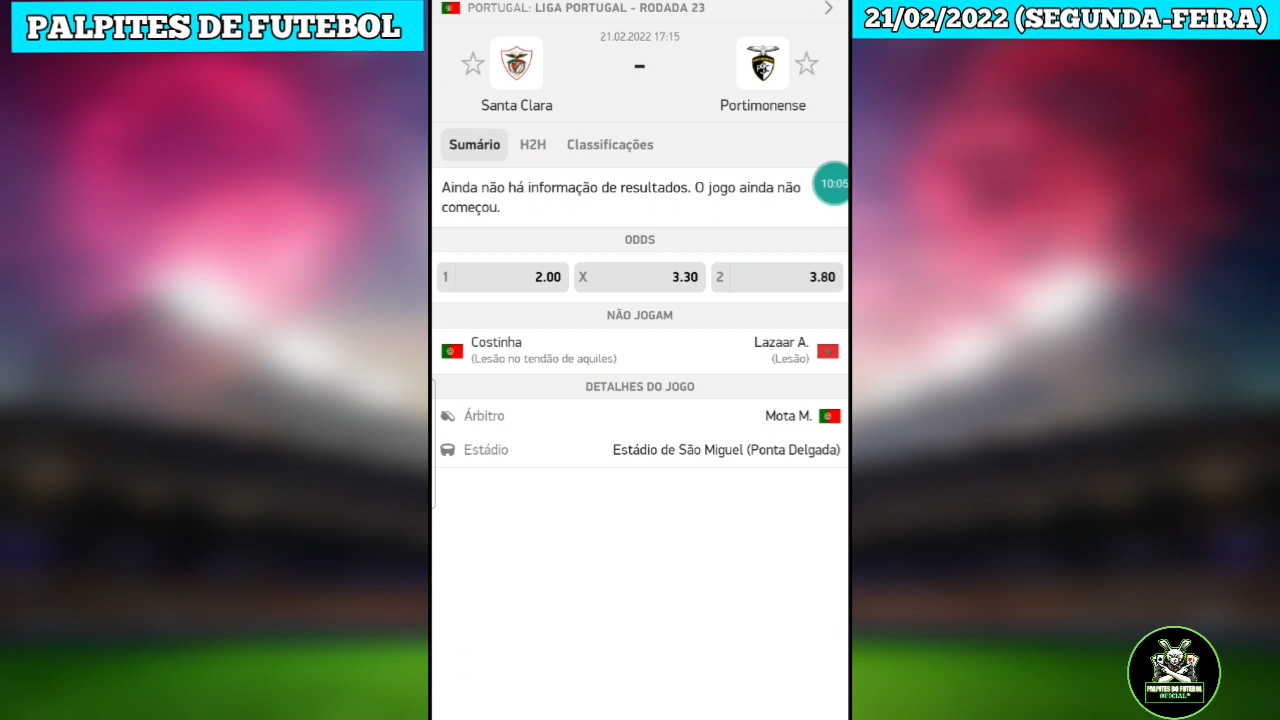 PALPITES DE FUTEBOL
21/02/2022 (SEGUNDA-FEIRA)
PORTUGAL: LIGA PORTUGAL - RODADA 23
21.02.2022 17:15
-
Santa Clara
Portimonense
Sumário H2H Classificações
Ainda não há informação de resultados. O jogo ainda não
começou.
10:05
ODDS
1 2.00 X 3.30 2 3.80
NÃO JOGAM
Costinha
(Lesão no tendão de aquiles)
Lazaar A.
(Lesão)
DETALHES DO JOGO
Árbitro Mota M.
Estádio Estádio de São Miguel (Ponta Delgada)
PALPITES DO FUTEBOL
OFICIAL